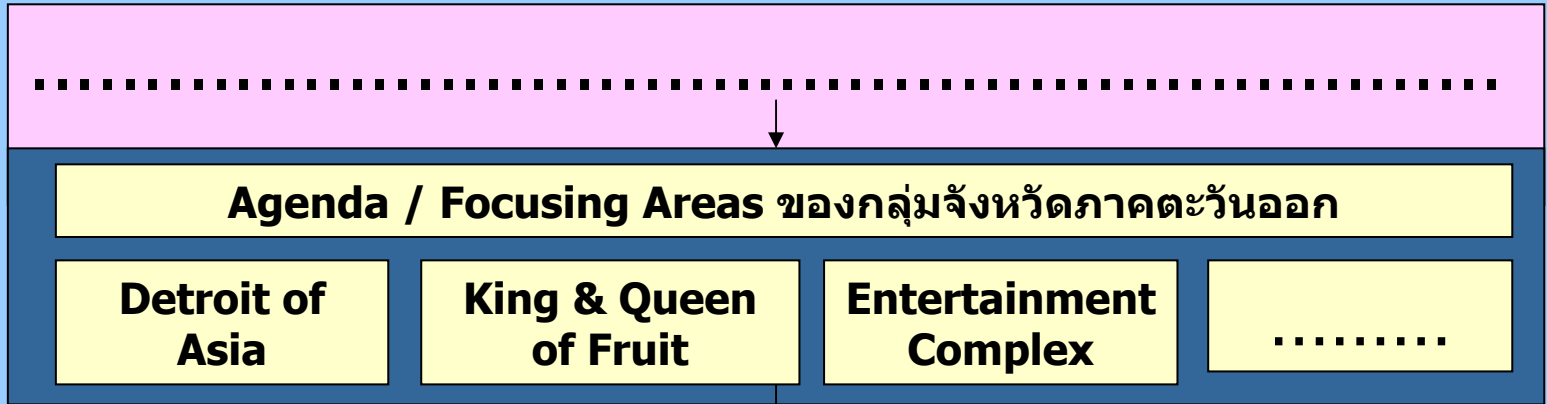 ................................................................
Agenda / Focusing Areas ของกลุ่มจังหวัดภาคตะวันออก
Detroit of
Asia
King & Queen
of Fruit
Entertainment
Complex
.........